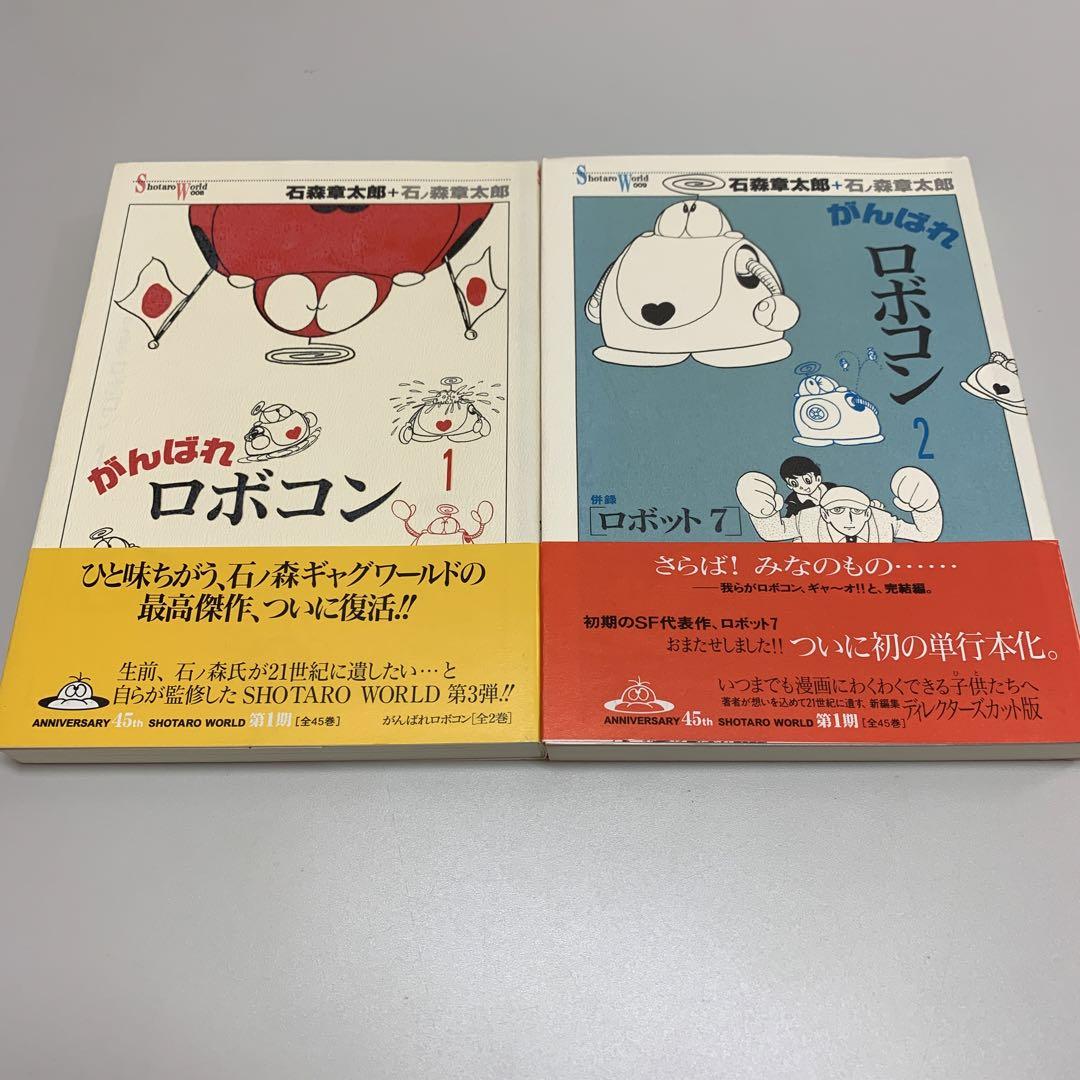 Shotaro World
008
石森章太郎+石ノ森章太郎
がんばれ
ロボコン
1
ひと味ちがう、石ノ森ギャグワールドの
最高傑作、ついに復活!!
生前、石ノ森氏が21世紀に遺したい…と
自らが監修したSHOTARO WORLD 第3弾!!
ANNIVERSARY 45th SHOTARO WORLD 第1期[全45巻]
がんばれロボコン[全2巻]
Shotaro World
009
石森章太郎+石ノ森章太郎
がんばれ
ロボコン
2
併録
[ロボット7]
さらば! みなのもの……
──我らがロボコン、ギャ〜オ!!と、完結編。
初期のSF代表作、ロボット7
おまたせしました!! ついに初の単行本化。
いつまでも漫画にわくわくできる子供たちへ
著者が想いを込めて21世紀に遺す、新編集 ディレクターズカット版
ANNIVERSARY 45th SHOTARO WORLD 第1期[全45巻]